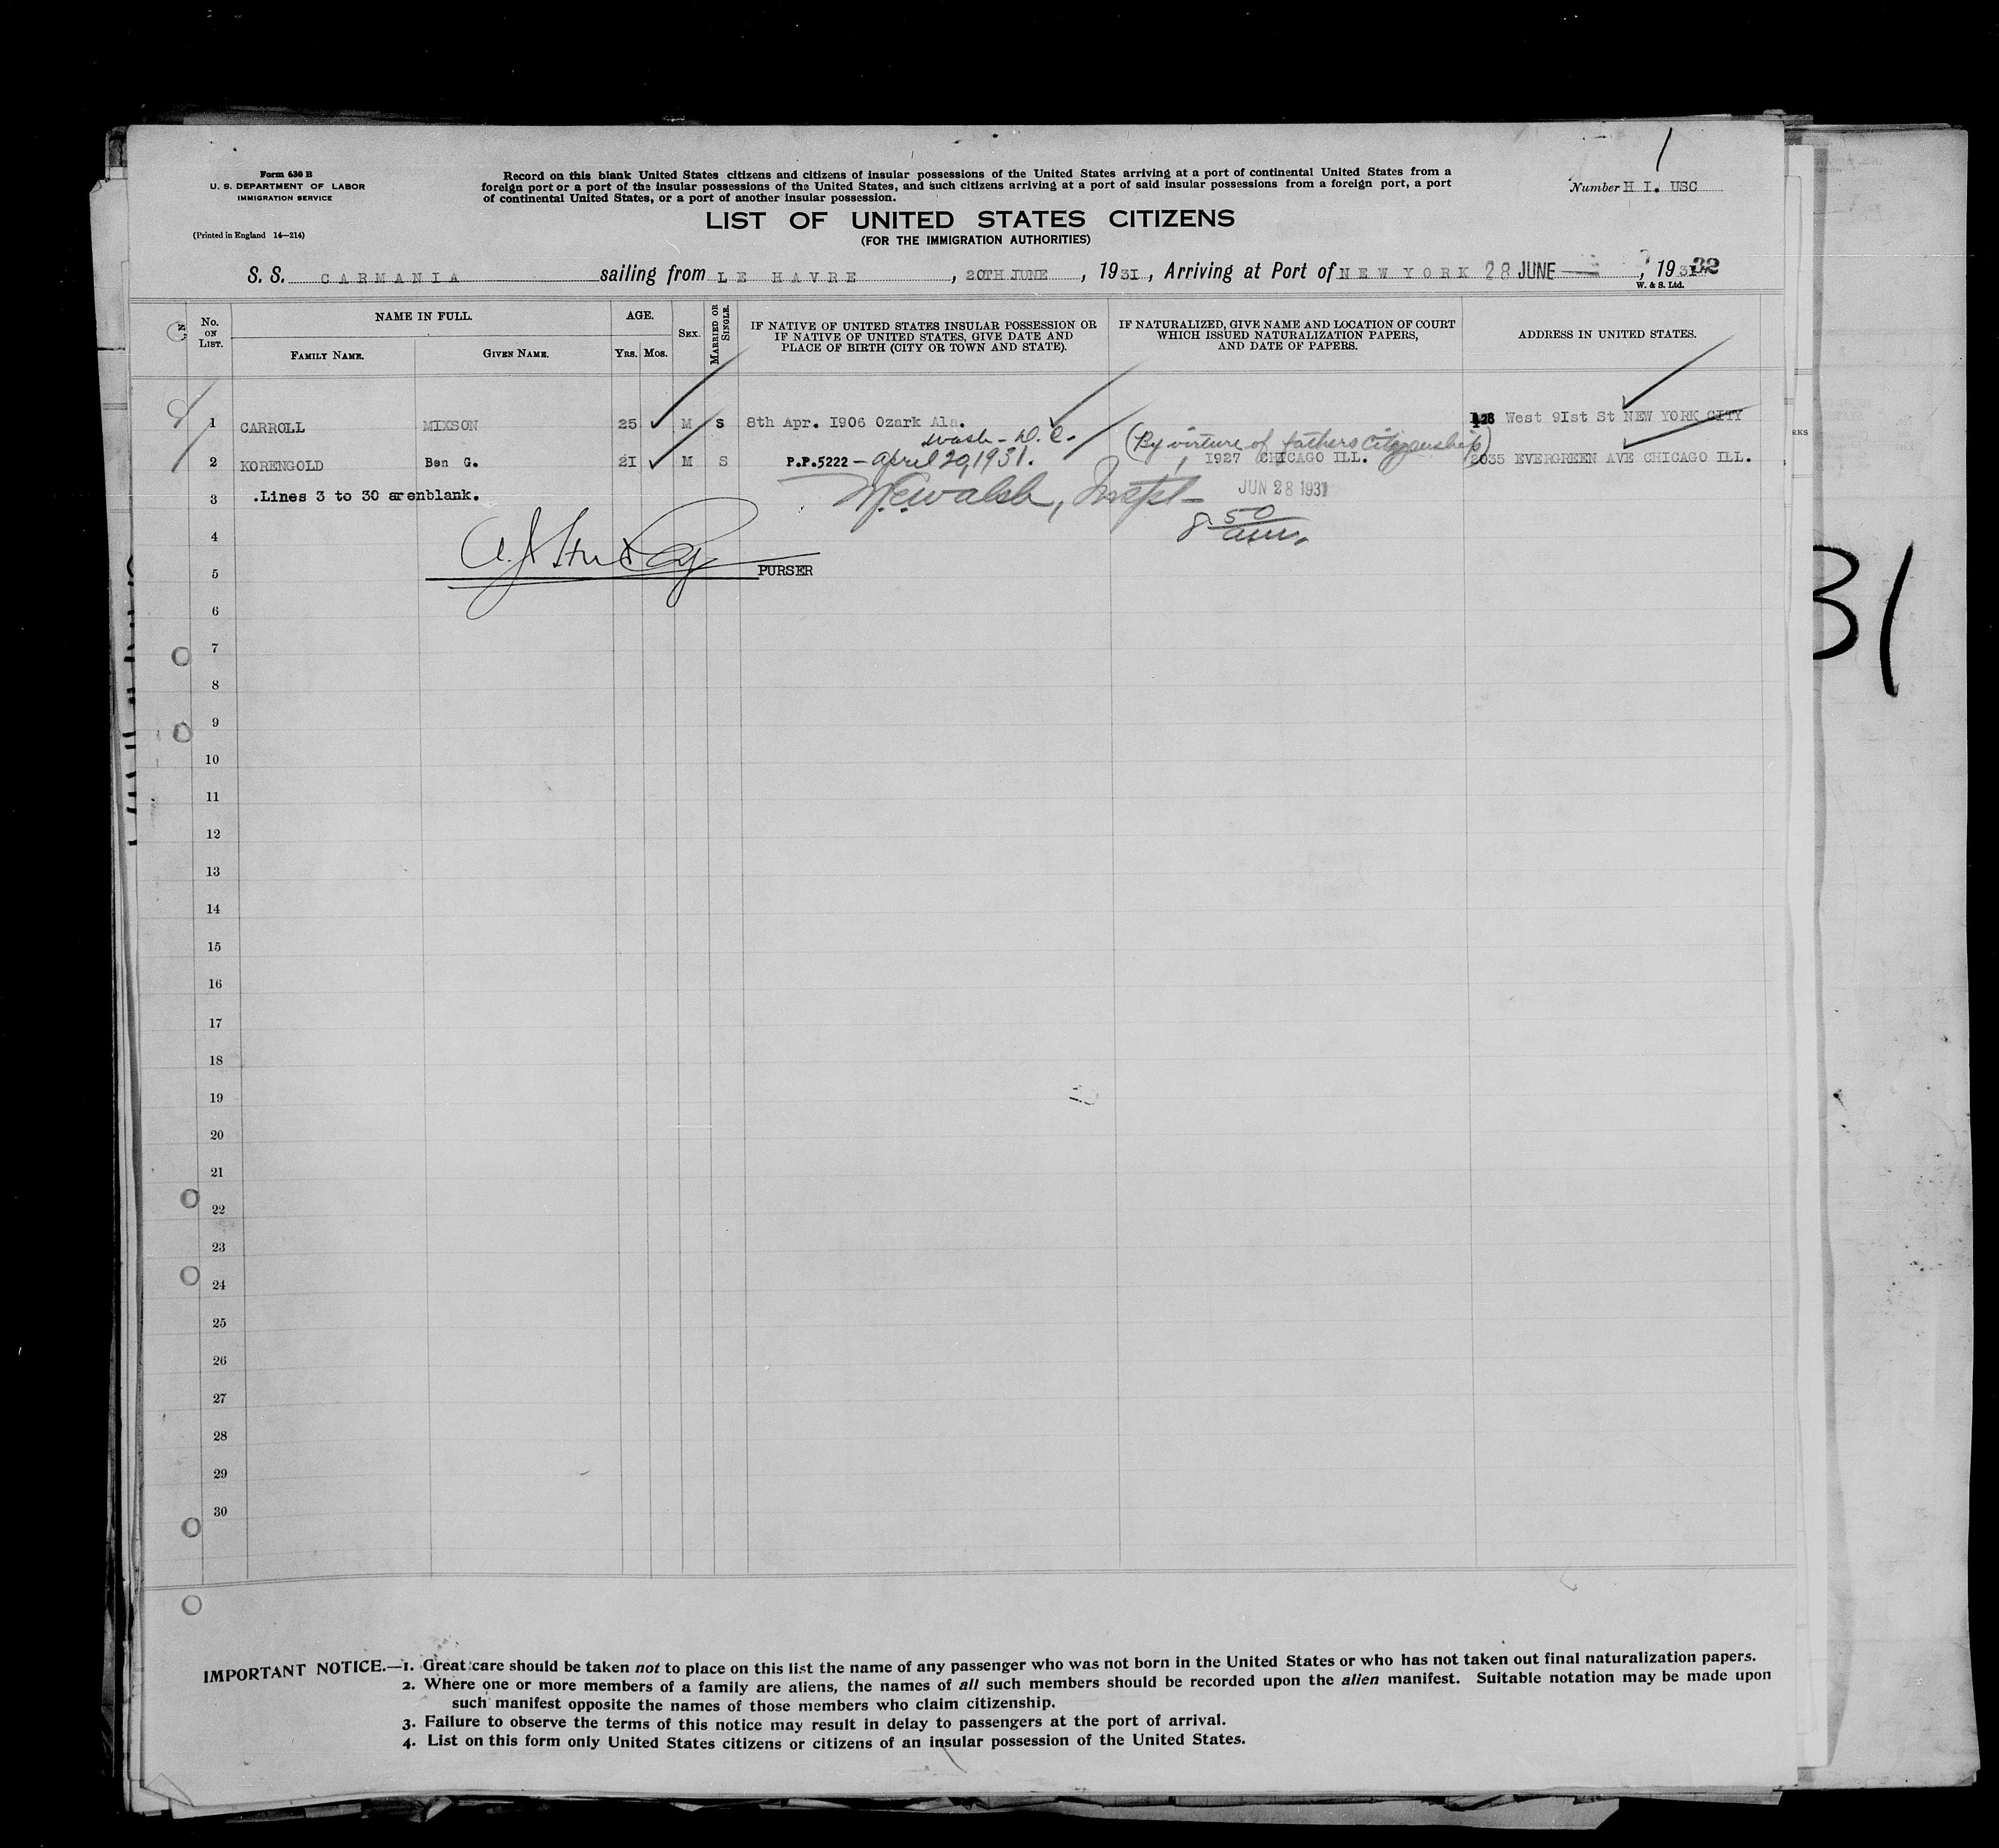 1
Form 630 B
U. S. DEPARTMENT OF LABOR
IMMIGRATION SERVICE
(Printed in England 14—214)
Record on this blank United States citizens and citizens of insular possessions of the United States arriving at a port of continental United States from a
foreign port or a port of the insular possessions of the United States, and such citizens arriving at a port of said insular possessions from a foreign port, a port
of continental United States, or a port of another insular possession.
Number H I. USC
LIST OF UNITED STATES CITIZENS
(FOR THE IMMIGRATION AUTHORITIES)
S. S. CARMANIA sailing from LE HAVRE, 20TH JUNE, 1931, Arriving at Port of NEW YORK 28 JUNE, 1931 32
W. & S. Ltd.
No. ON LIST. NAME IN FULL. AGE. SEX. MARRIED OR SINGLE. IF NATIVE OF UNITED STATES INSULAR POSSESSION OR IF NATIVE OF UNITED STATES, GIVE DATE AND PLACE OF BIRTH (CITY OR TOWN AND STATE). IF NATURALIZED, GIVE NAME AND LOCATION OF COURT WHICH ISSUED NATURALIZATION PAPERS, AND DATE OF PAPERS. ADDRESS IN UNITED STATES.
FAMILY NAME. GIVEN NAME. Yrs. Mos.
1 CARROLL MIXSON 25 M S 8th Apr. I906 Ozark Ala. West 9Ist St NEW YORK CITY
Wash - D. C. (By virture of fathers citizenship)
2 KORENGOLD Ben G. 2I M S P.P.5222 - April 29, 1931. I927 CHICAGO ILL. 2035 EVERGREEN AVE CHICAGO ILL.
3 .Lines 3 to 30 arenblank. Walsh, Inspt - JUN 28 1931
8 50 am.
4
PURSER
5
6
7
8
9
10
11
12
13
14
15
16
17
18
19
20
21
22
23
24
25
26
27
28
29
30
IMPORTANT NOTICE.—1. Great care should be taken not to place on this list the name of any passenger who was not born in the United States or who has not taken out final naturalization papers.
2. Where one or more members of a family are aliens, the names of all such members should be recorded upon the alien manifest. Suitable notation may be made upon
such manifest opposite the names of those members who claim citizenship.
3. Failure to observe the terms of this notice may result in delay to passengers at the port of arrival.
4. List on this form only United States citizens or citizens of an insular possession of the United States.
RKS
31